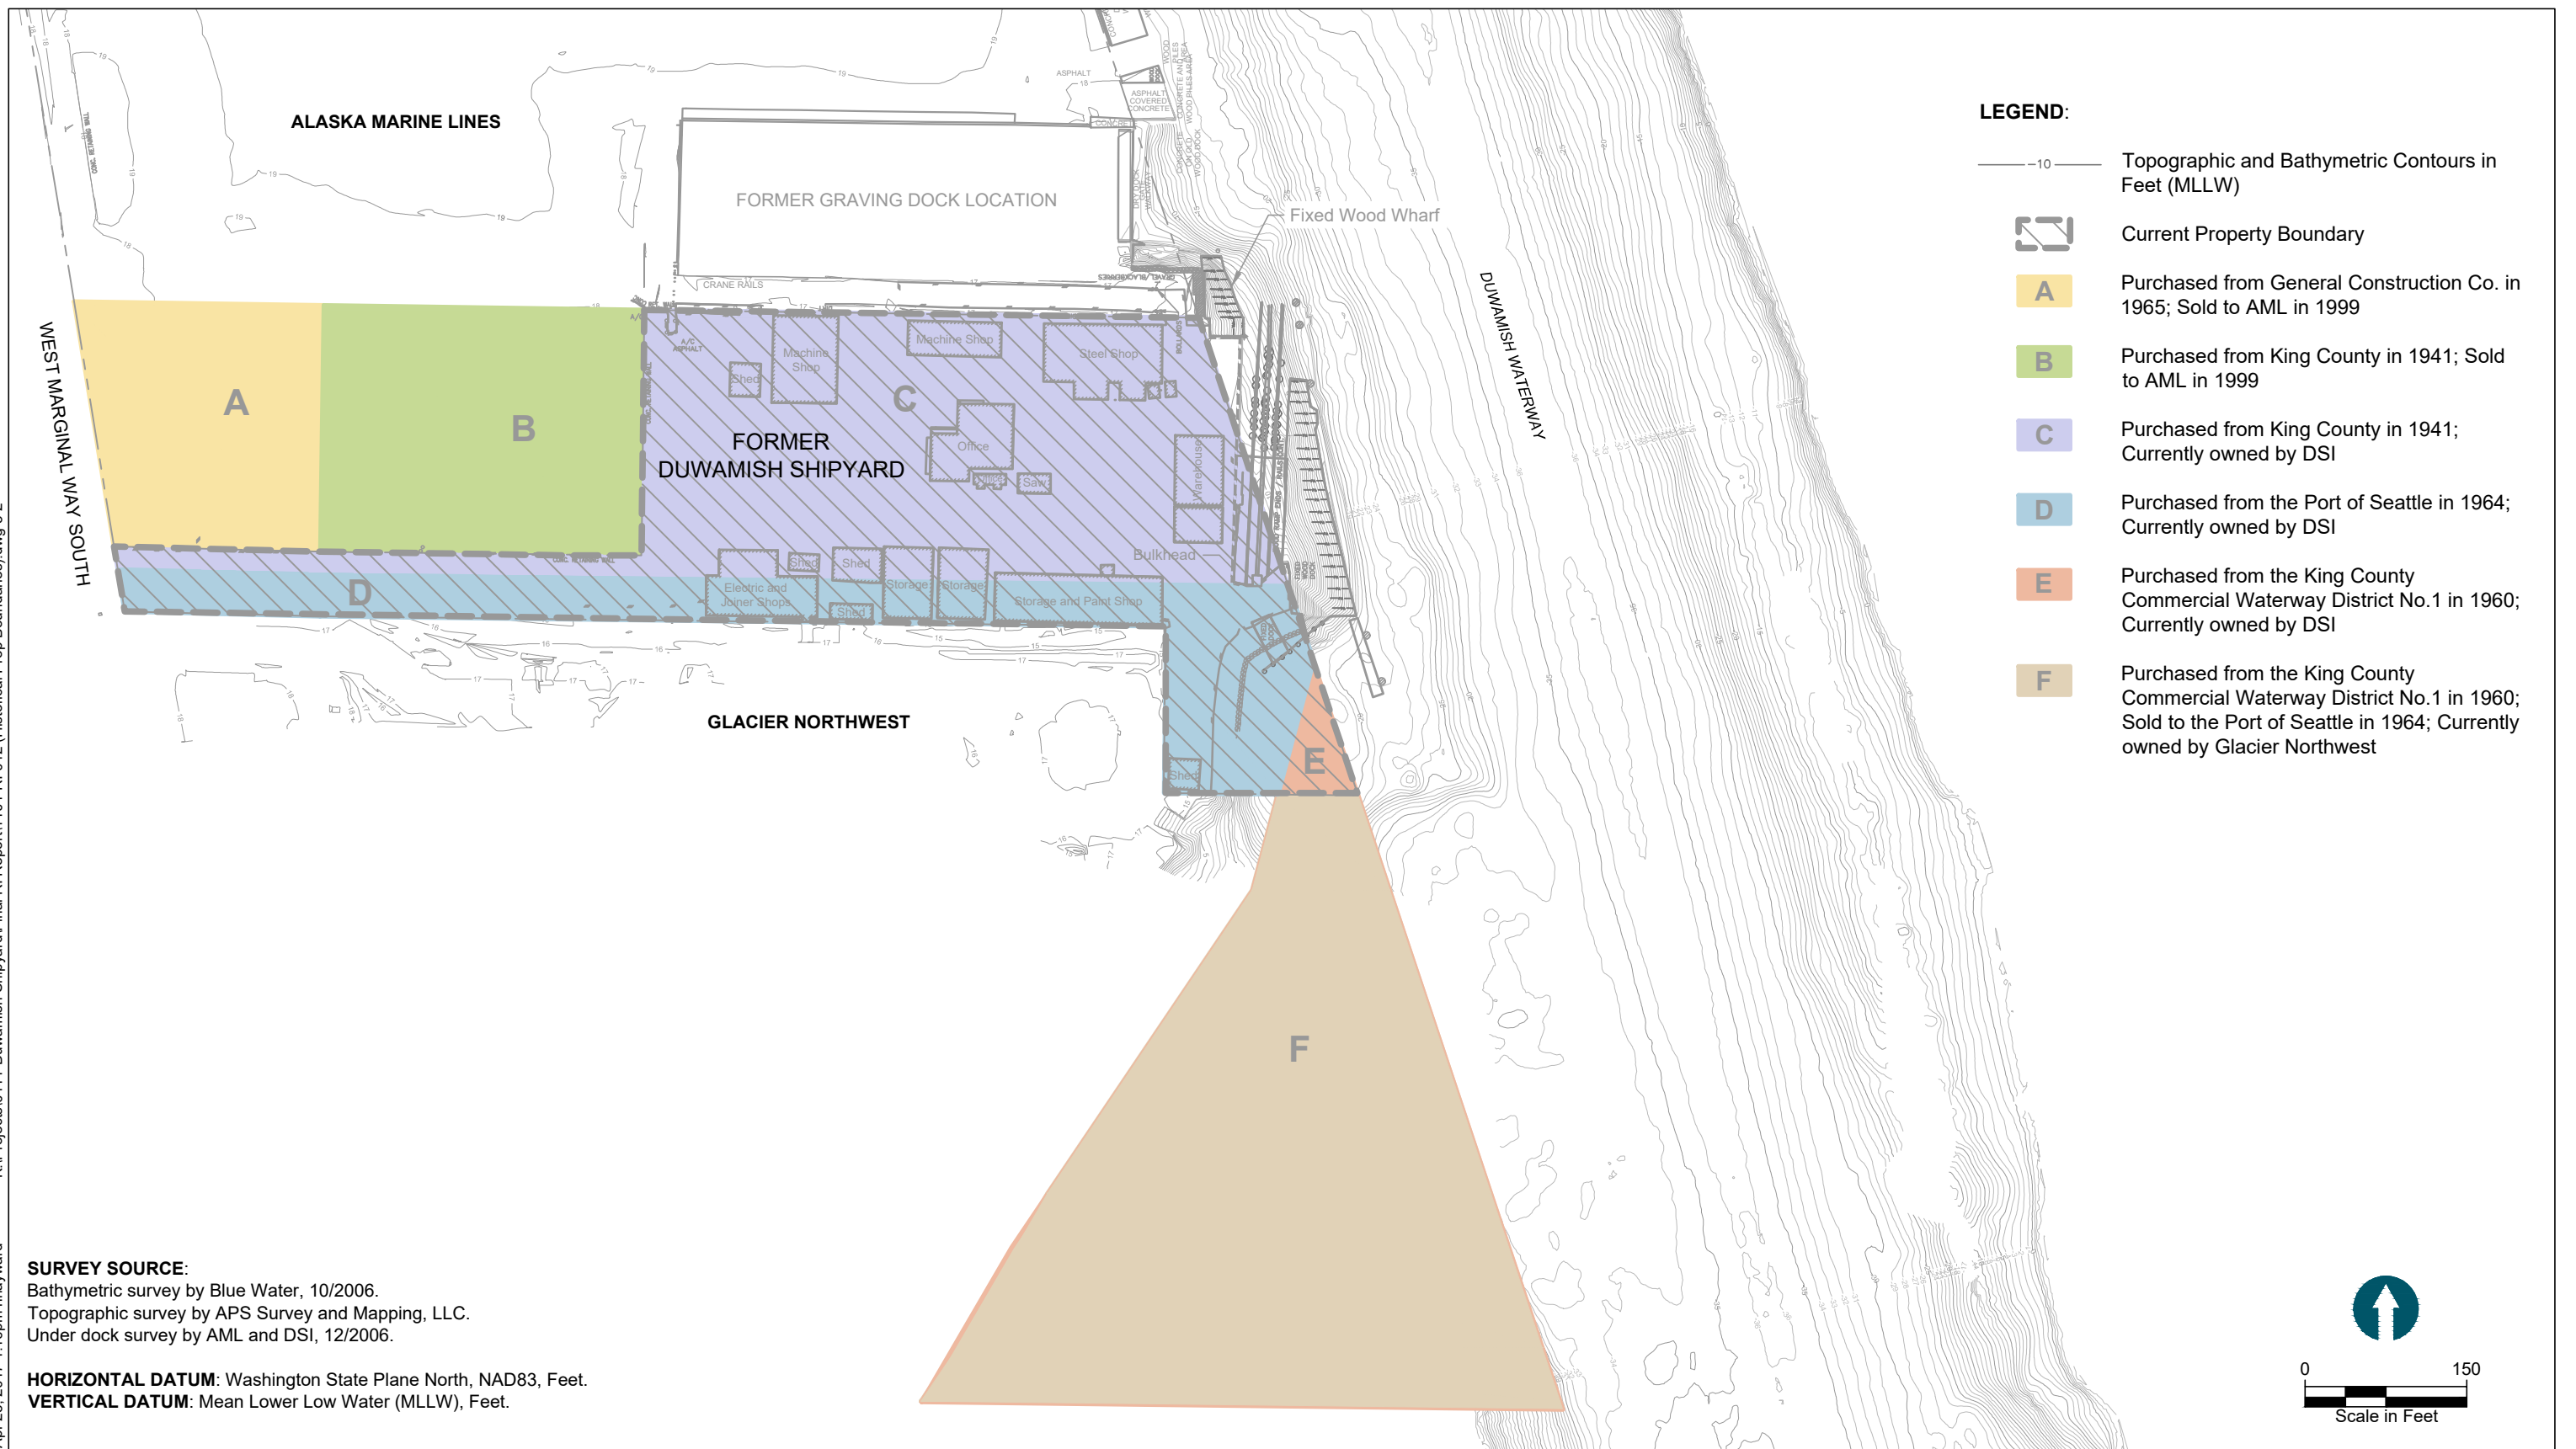 ALASKA MARINE LINES
FORMER GRAVING DOCK LOCATION
ASPHALT
ASPHALT
COVERED
CONCRETE
Fixed Wood Wharf
CRANE RAILS
WEST MARGINAL WAY SOUTH
DUWAMISH WATERWAY
A
B
C
A/C
ASPHALT
Machine
Shop
Machine Shop
Steel Shop
Shed
FORMER
DUWAMISH SHIPYARD
Office
Saw
Warehouse
Bulkhead
D
Electric and
Joiner Shops
Shed
Shed
Shed
Storage
Storage
Storage and Paint Shop
FIXED
WOOD
DOCK
Shed
E
GLACIER NORTHWEST
F
LEGEND:
-10
Topographic and Bathymetric Contours in
Feet (MLLW)
Current Property Boundary
A
Purchased from General Construction Co. in
1965; Sold to AML in 1999
B
Purchased from King County in 1941; Sold
to AML in 1999
C
Purchased from King County in 1941;
Currently owned by DSI
D
Purchased from the Port of Seattle in 1964;
Currently owned by DSI
E
Purchased from the King County
Commercial Waterway District No.1 in 1960;
Currently owned by DSI
F
Purchased from the King County
Commercial Waterway District No.1 in 1960;
Sold to the Port of Seattle in 1964; Currently
owned by Glacier Northwest
SURVEY SOURCE:
Bathymetric survey by Blue Water, 10/2006.
Topographic survey by APS Survey and Mapping, LLC.
Under dock survey by AML and DSI, 12/2006.
HORIZONTAL DATUM: Washington State Plane North, NAD83, Feet.
VERTICAL DATUM: Mean Lower Low Water (MLLW), Feet.
0 150
Scale in Feet